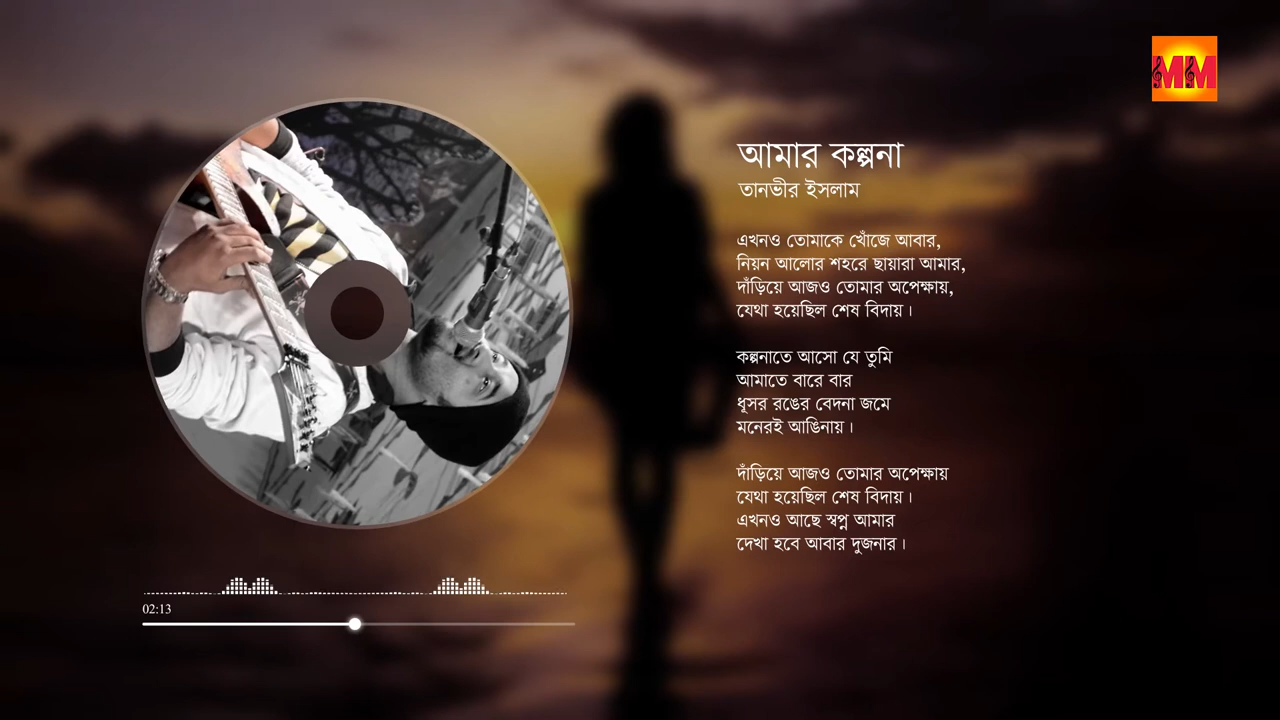 MM
আমার কল্পনা
তানভীর ইসলাম
এখনও তোমাকে খোঁজে আবার,
নিয়ন আলোর শহরে ছায়ারা আমার,
দাঁড়িয়ে আজও তোমার অপেক্ষায়,
যেথা হয়েছিল শেষ বিদায়।
কল্পনাতে আসো যে তুমি
আমাতে বারে বার
ধূসর রঙের বেদনা জমে
মনেরই আঙিনায়।
দাঁড়িয়ে আজও তোমার অপেক্ষায়
যেথা হয়েছিল শেষ বিদায়।
এখনও আছে স্বপ্ন আমার
দেখা হবে আবার দুজনার।
02:13